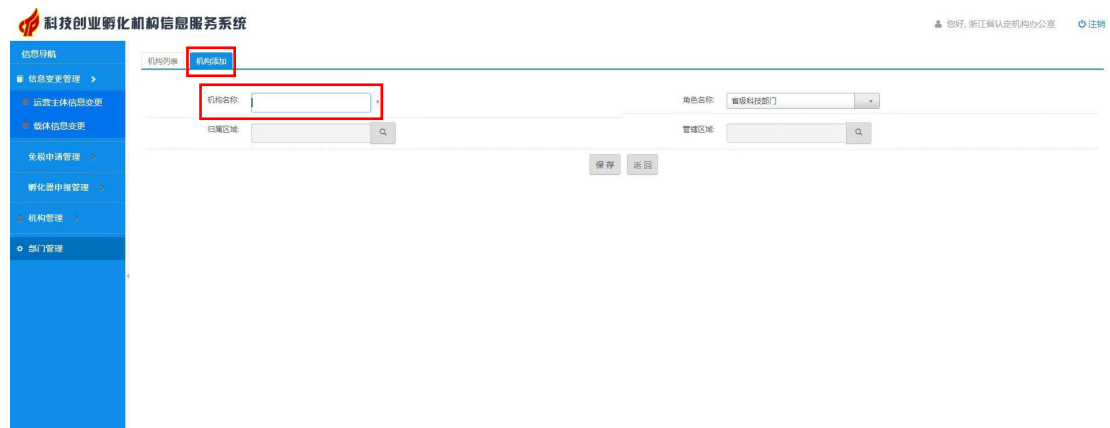 科技创业孵化机构信息服务系统
您好, 浙江省认定机构办公室 注销
信息导航
信息变更管理
运营主体信息变更
载体信息变更
免税申请管理
孵化器申报管理
机构管理
部门管理
机构列表 机构添加
机构名称: * 角色名称: 省级科技部门
归属区域: 管辖区域:
保存 返回